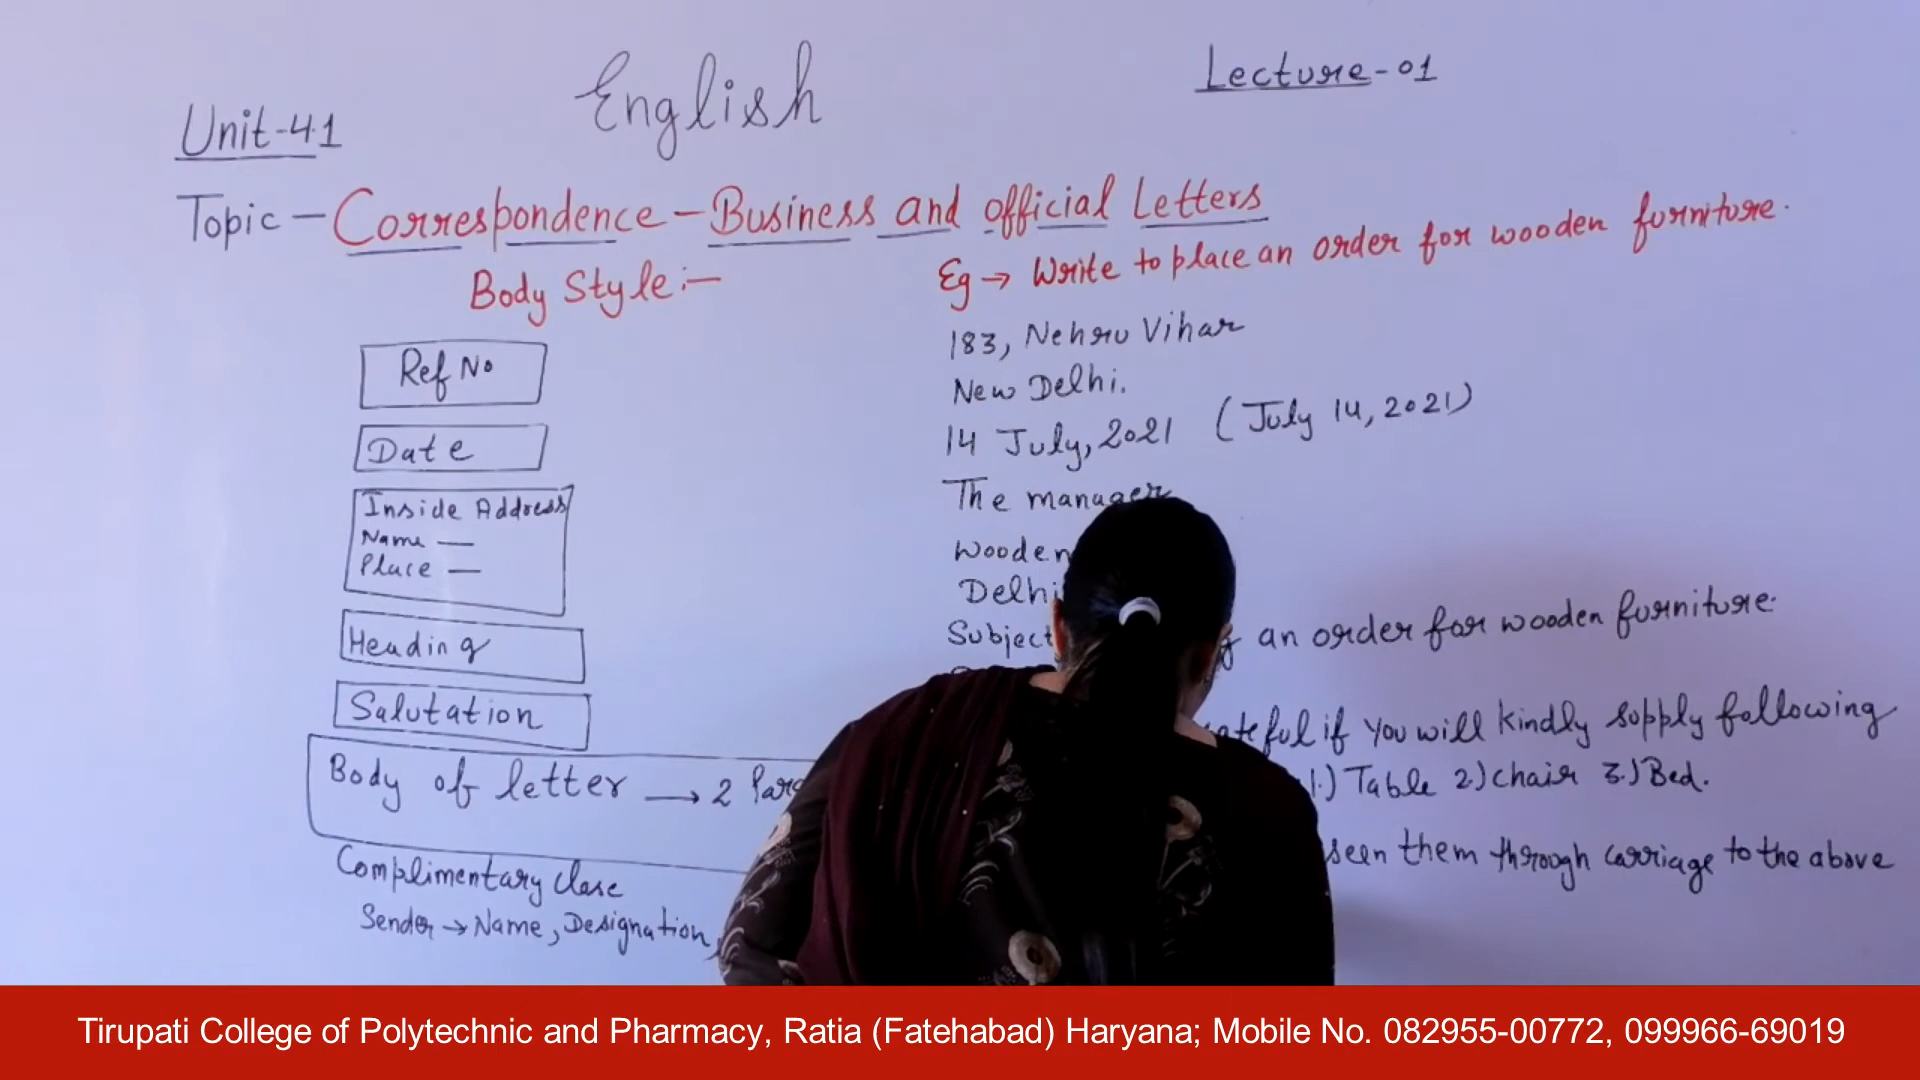 English
Lecture-01
Unit-4.1
Topic - Correspondence - Business and official Letters
Body Style :-
Ref No
Date
Inside Address
Name —
Place —
Heading
Salutation
Body of letter → 2
Complimentary close
Sender → Name, Designation,
Eg → Write to place an order for wooden furniture.
183, Nehru Vihar
New Delhi.
14 July, 2021 (July 14, 2021)
The manager
Wooden
Delhi
Subject an order for wooden furniture.
if you will kindly supply following
1.) Table 2.) chair 3.) Bed.
seen them through carriage to the above
Tirupati College of Polytechnic and Pharmacy, Ratia (Fatehabad) Haryana; Mobile No. 082955-00772, 099966-69019